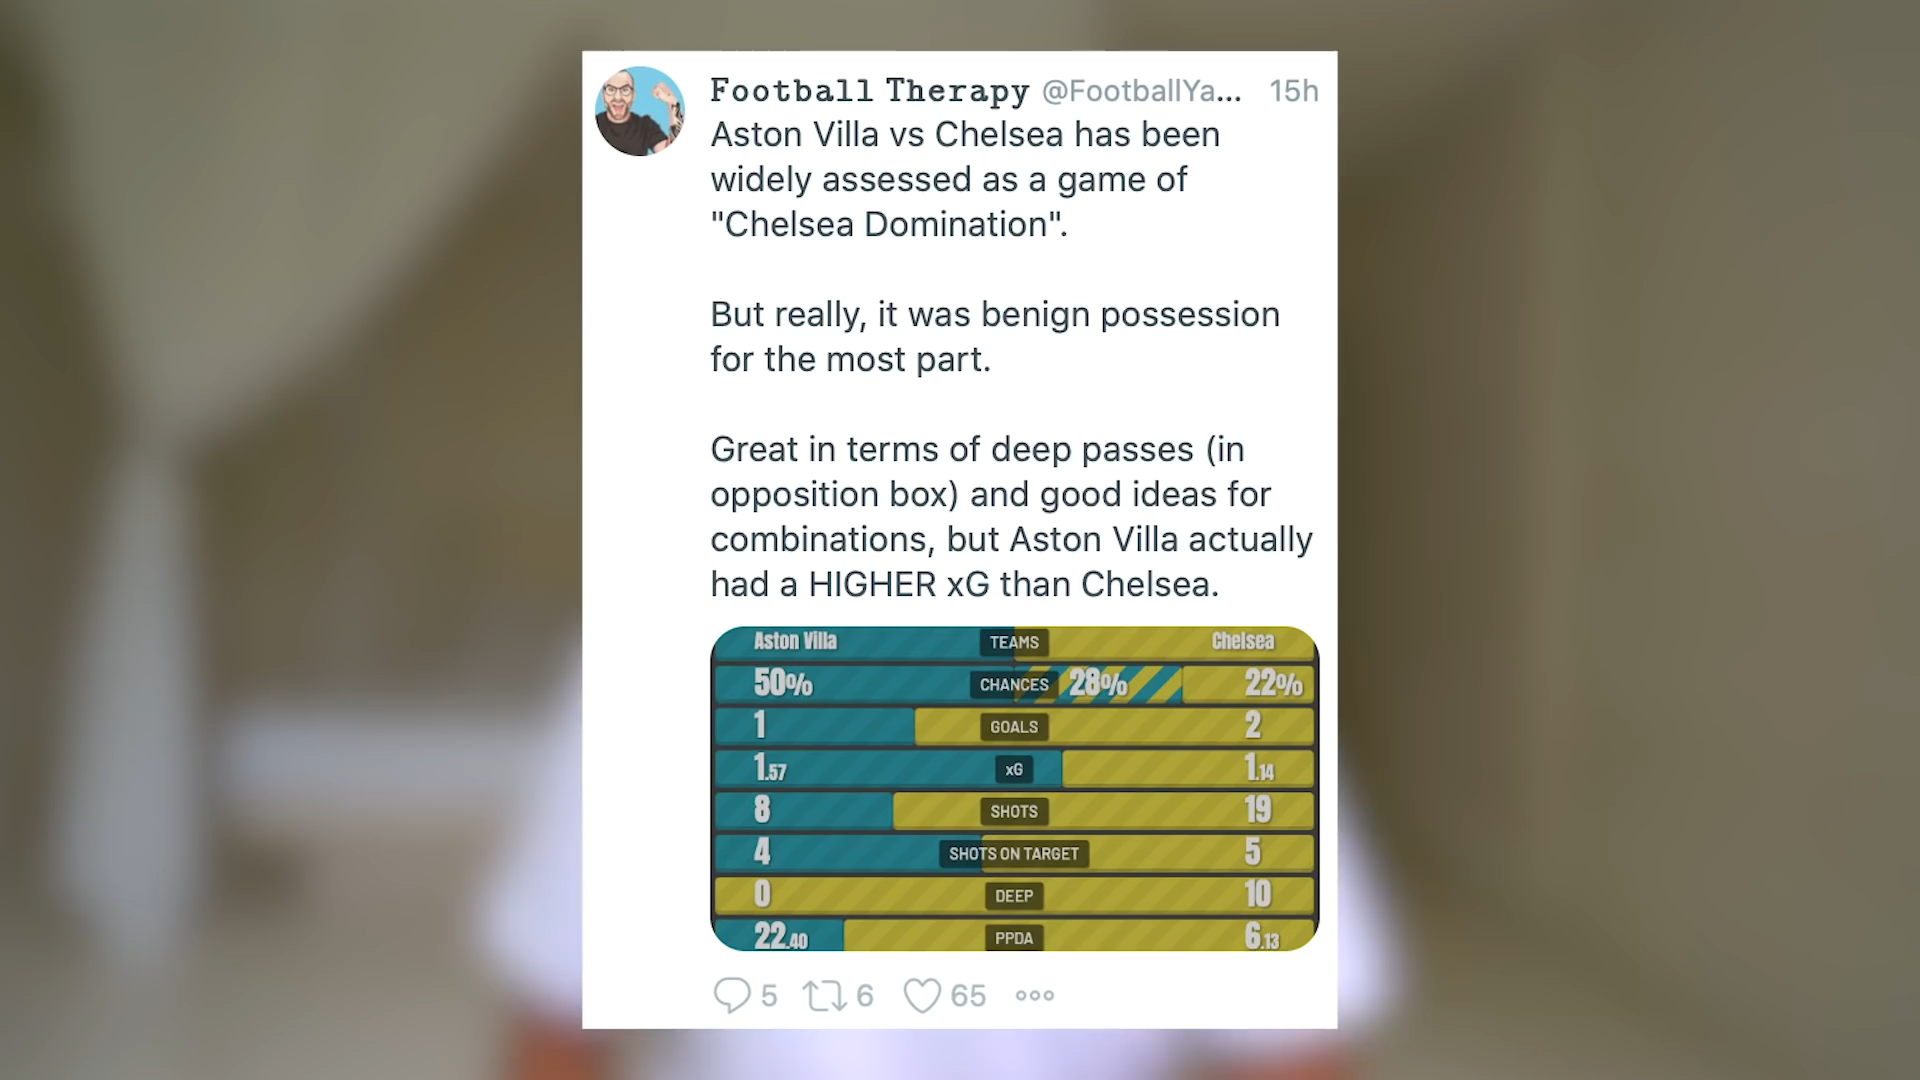 Football Therapy @FootballYa... 15h
Aston Villa vs Chelsea has been
widely assessed as a game of
"Chelsea Domination".
But really, it was benign possession
for the most part.
Great in terms of deep passes (in
opposition box) and good ideas for
combinations, but Aston Villa actually
had a HIGHER xG than Chelsea.
Aston Villa TEAMS Chelsea
50% CHANCES 28% 22%
1 GOALS 2
1.57 xG 1.14
8 SHOTS 19
4 SHOTS ON TARGET 5
0 DEEP 10
22.40 PPDA 6.13
5 6 65